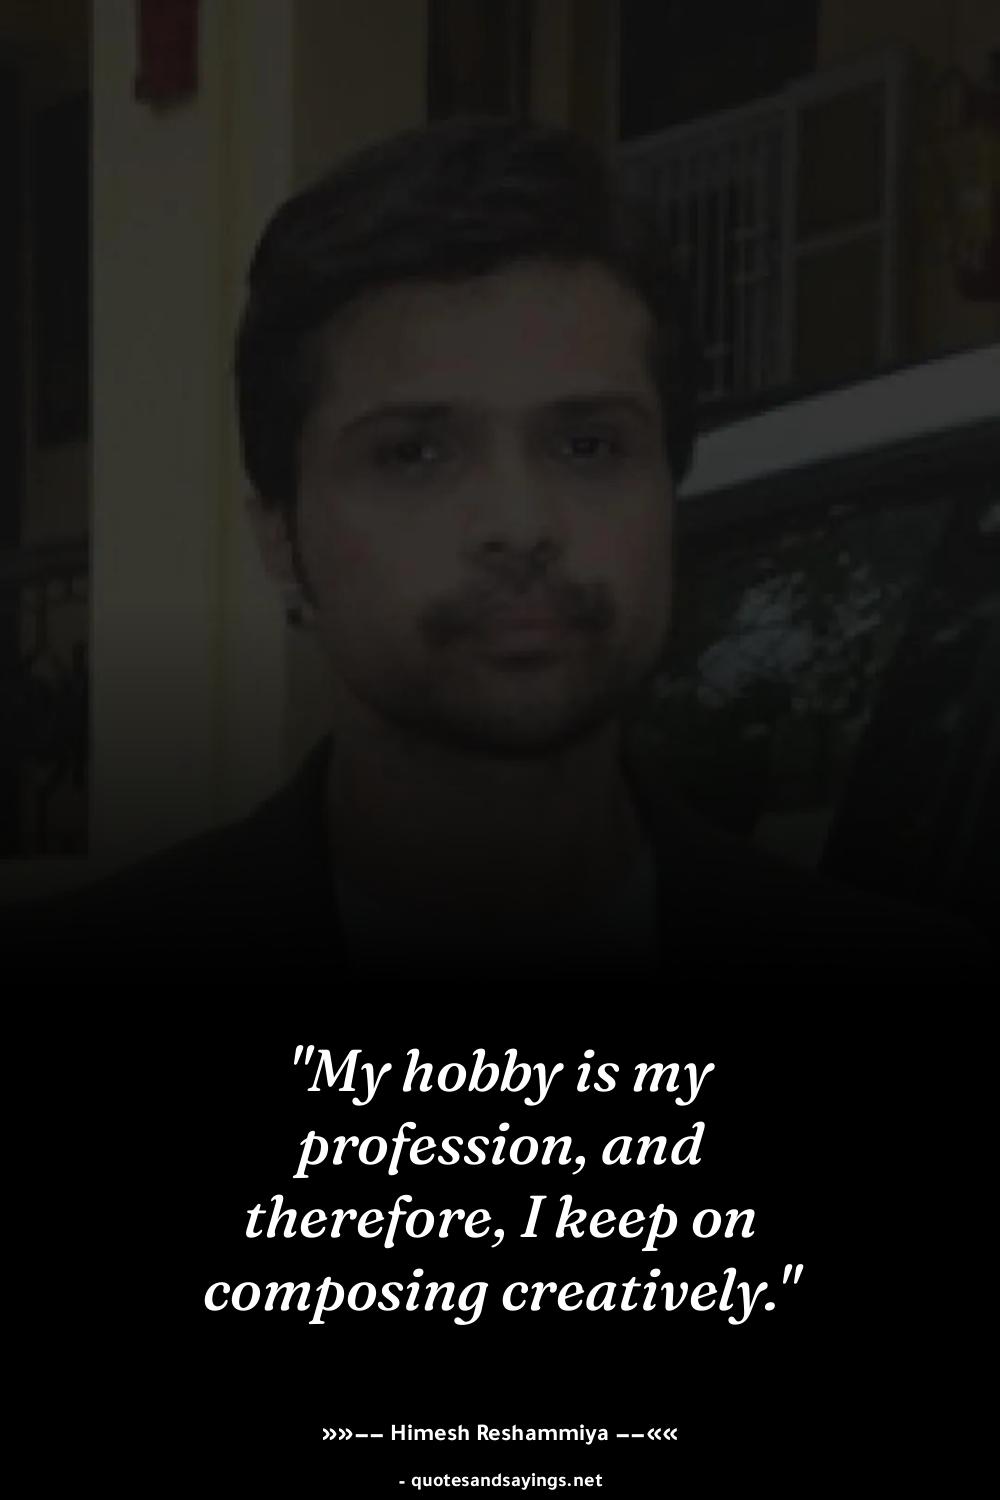 "My hobby is my
profession, and
therefore, I keep on
composing creatively."
»»–– Himesh Reshammiya ––««
- quotesandsayings.net